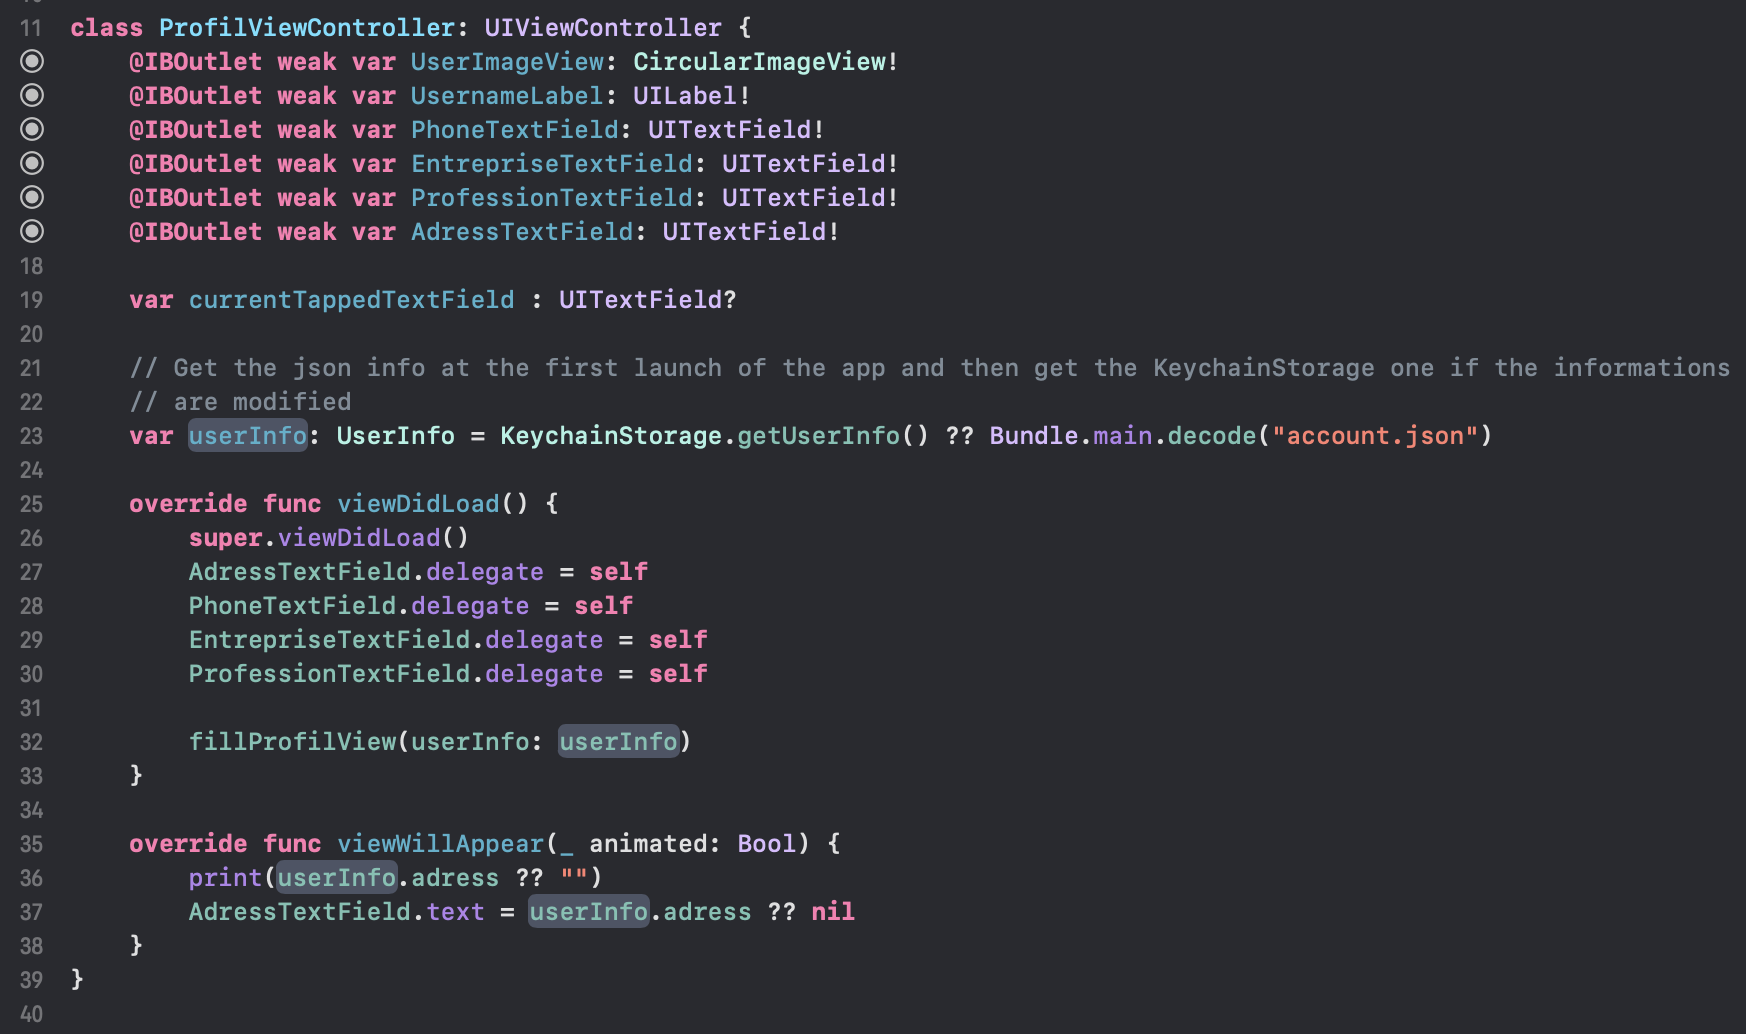 11 class ProfilViewController: UIViewController {
@IBOutlet weak var UserImageView: CircularImageView!
@IBOutlet weak var UsernameLabel: UILabel!
@IBOutlet weak var PhoneTextField: UITextField!
@IBOutlet weak var EntrepriseTextField: UITextField!
@IBOutlet weak var ProfessionTextField: UITextField!
@IBOutlet weak var AdressTextField: UITextField!
18
19 var currentTappedTextField : UITextField?
20
21 // Get the json info at the first launch of the app and then get the KeychainStorage one if the informations
22 // are modified
23 var userInfo: UserInfo = KeychainStorage.getUserInfo() ?? Bundle.main.decode("account.json")
24
25 override func viewDidLoad() {
26 super.viewDidLoad()
27 AdressTextField.delegate = self
28 PhoneTextField.delegate = self
29 EntrepriseTextField.delegate = self
30 ProfessionTextField.delegate = self
31
32 fillProfilView(userInfo: userInfo)
33 }
34
35 override func viewWillAppear(_ animated: Bool) {
36 print(userInfo.adress ?? "")
37 AdressTextField.text = userInfo.adress ?? nil
38 }
39 }
40